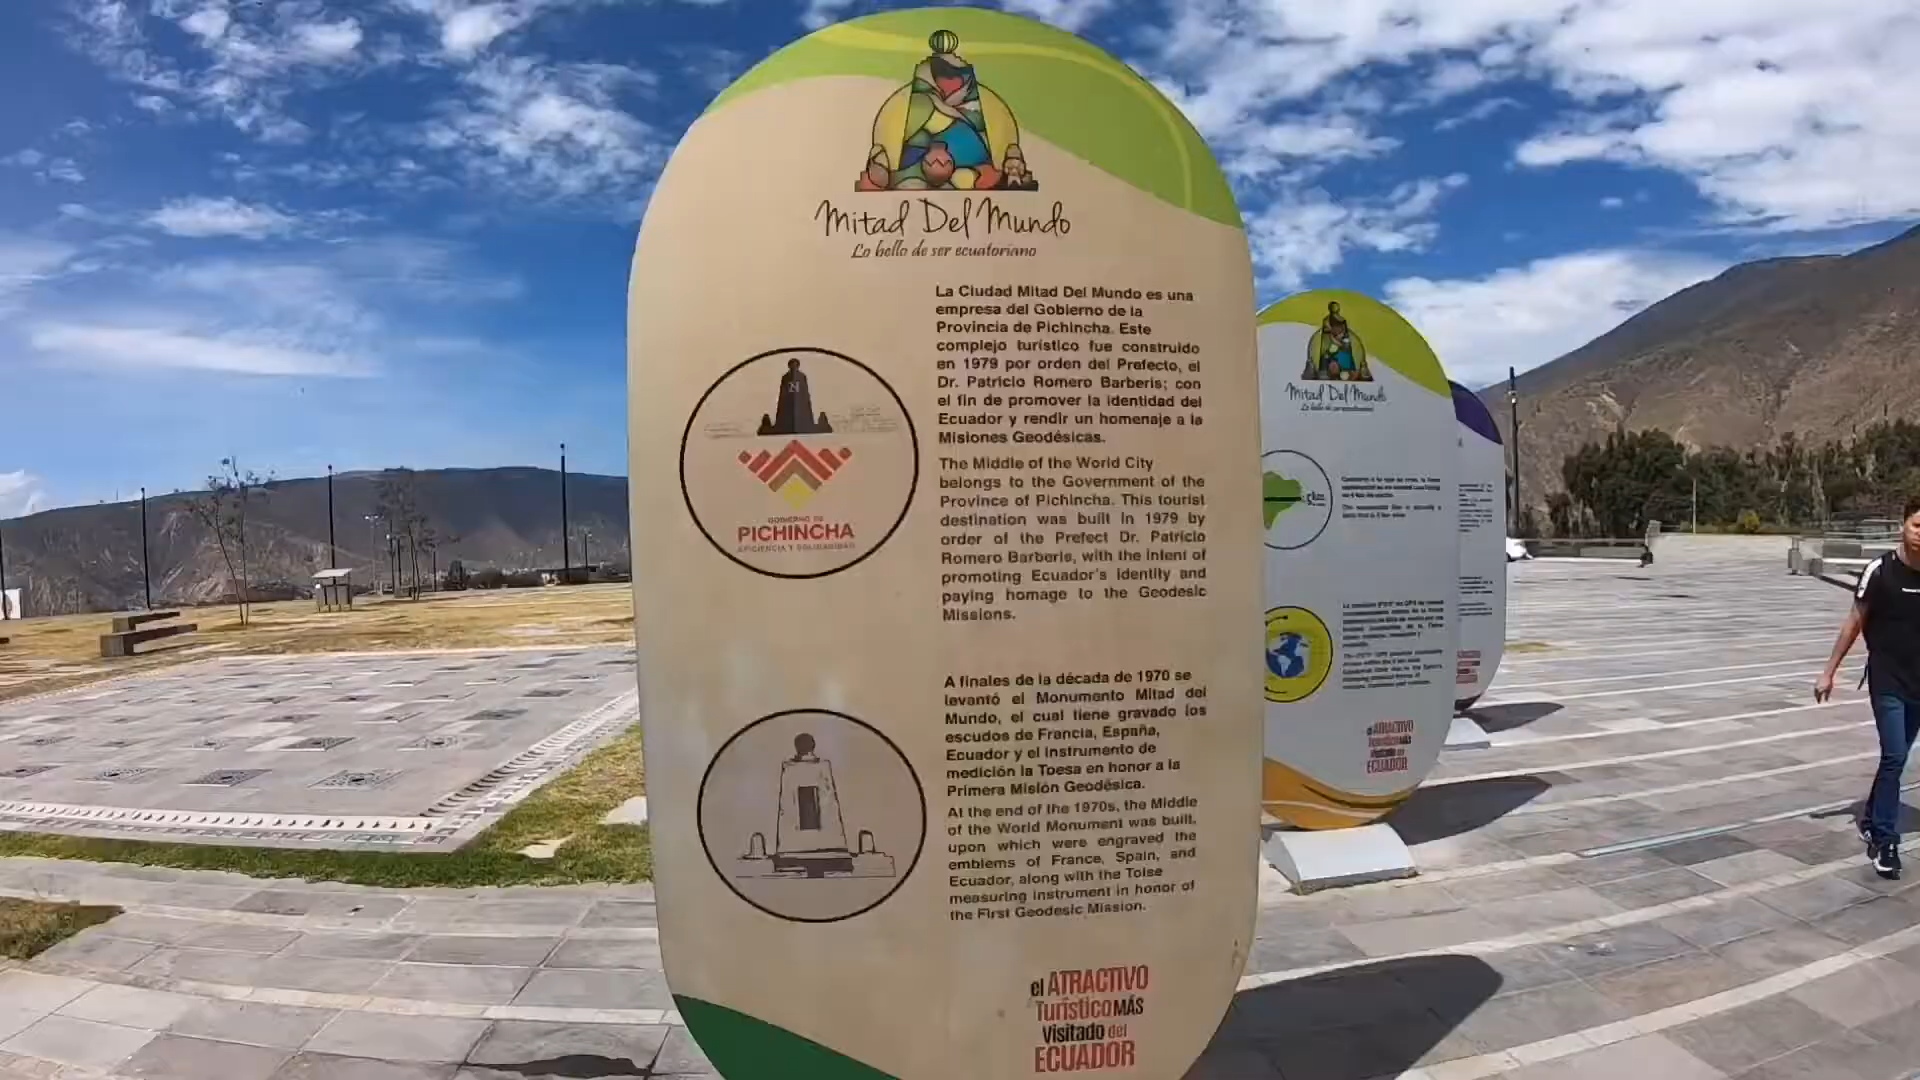 Mitad Del Mundo
Lo bello de ser ecuatoriano
La Ciudad Mitad Del Mundo es una
empresa del Gobierno de la
Provincia de Pichincha. Este
complejo turístico fue construido
en 1979 por orden del Prefecto, el
Dr. Patricio Romero Barberis; con
el fin de promover la identidad del
Ecuador y rendir un homenaje a la
Misiones Geodésicas.
The Middle of the World City
belongs to the Government of the
Province of Pichincha. This tourist
destination was built in 1979 by
order of the Prefect Dr. Patricio
Romero Barberis, with the intent of
promoting Ecuador's identity and
paying homage to the Geodesic
Missions.
N
GOBIERNO DE
PICHINCHA
EFICIENCIA Y SOLIDARIDAD
A finales de la década de 1970 se
levantó el Monumento Mitad del
Mundo, el cual tiene gravado los
escudos de Francia, España,
Ecuador y el instrumento de
medición la Toesa en honor a la
Primera Misión Geodésica.
At the end of the 1970s, the Middle
of the World Monument was built,
upon which were engraved the
emblems of France, Spain, and
Ecuador, along with the Toise
measuring instrument in honor of
the First Geodesic Mission.
el ATRACTIVO
Turístico MÁS
Visitado del
ECUADOR
Mitad Del Mundo
el ATRACTIVO
Turístico MÁS
Visitado del
ECUADOR